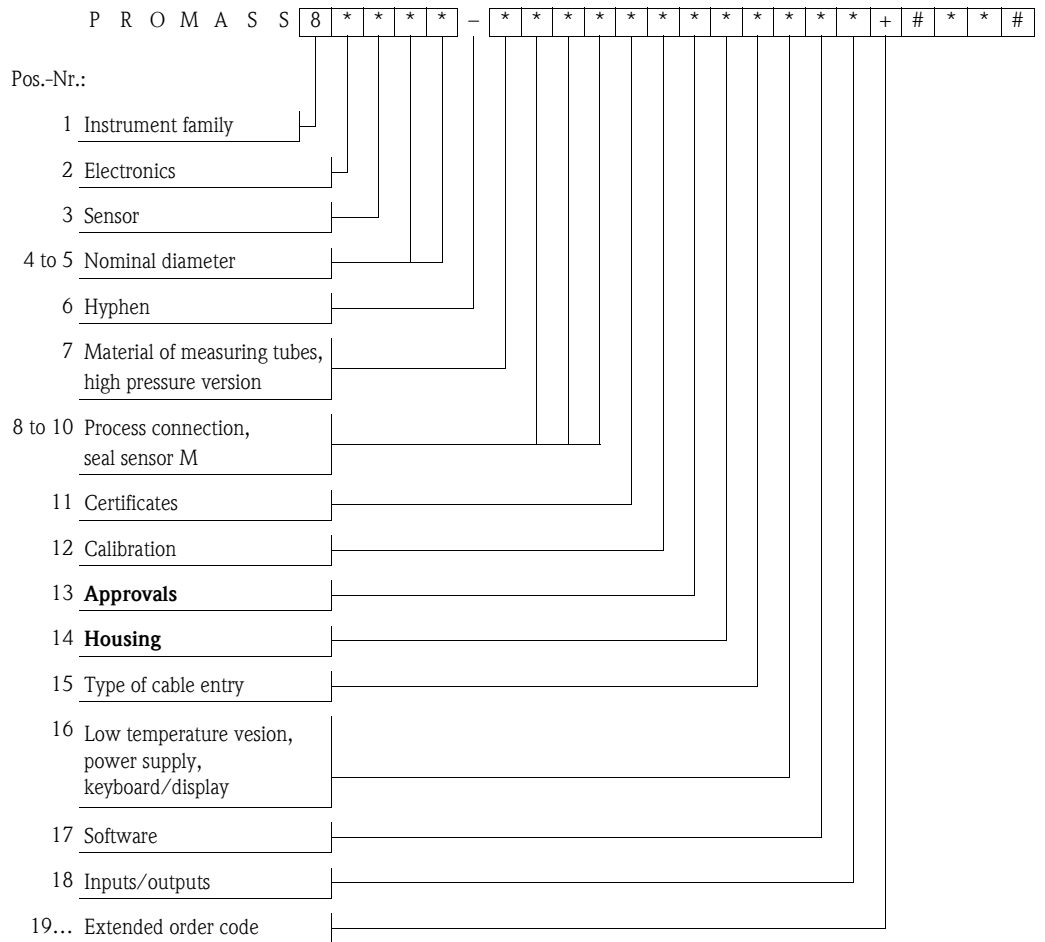 P R O M A S S 8 * * * * – * * * * * * * * * * * * + # * * #
Pos.-Nr.:
1 Instrument family
2 Electronics
3 Sensor
4 to 5 Nominal diameter
6 Hyphen
7 Material of measuring tubes,
high pressure version
8 to 10 Process connection,
seal sensor M
11 Certificates
12 Calibration
13 Approvals
14 Housing
15 Type of cable entry
16 Low temperature vesion,
power supply,
keyboard/display
17 Software
18 Inputs/outputs
19... Extended order code